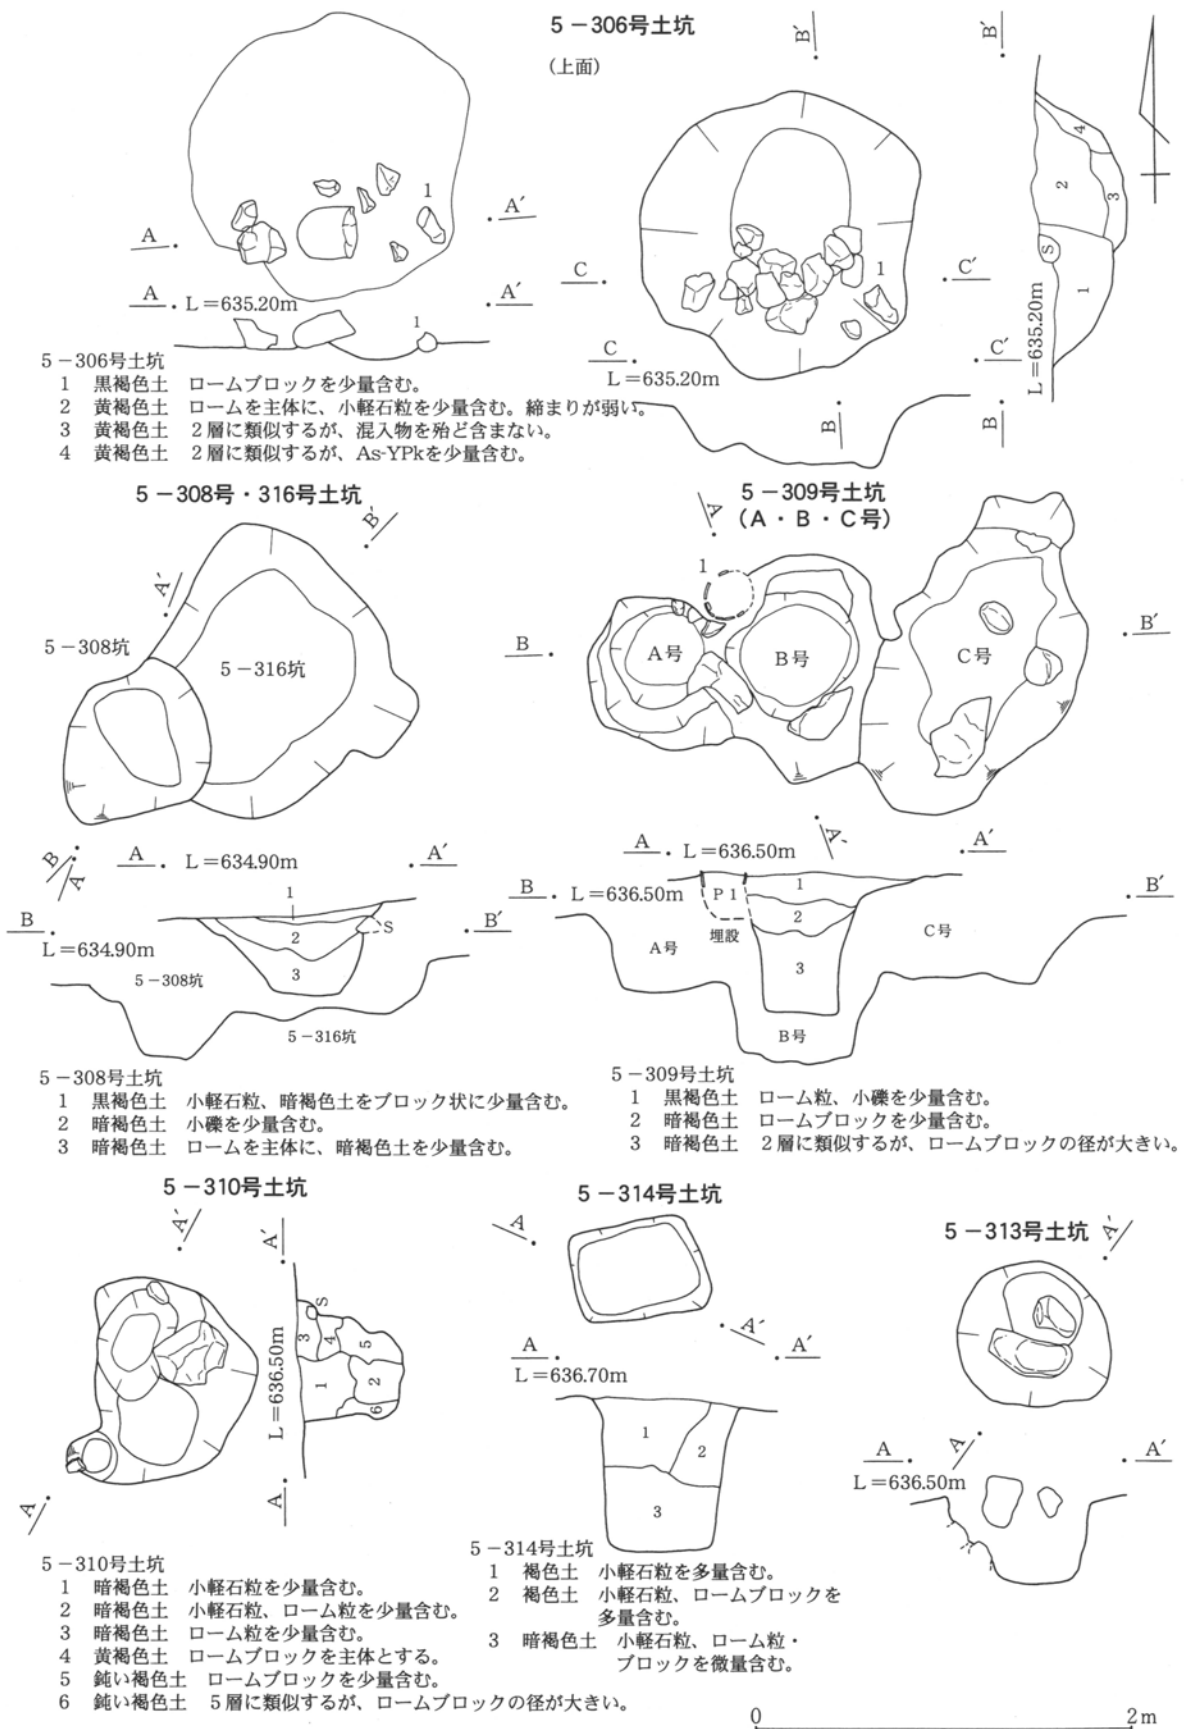 5－306号土坑
(上面)
B′
B′
1
A
A′
A
L＝635.20m
A′
1
C
C′
1
C
L＝635.20m
C′
B
4
2
3
S
1
L＝635.20m
B
5－306号土坑
1 黒褐色土 ロームブロックを少量含む。
2 黄褐色土 ロームを主体に、小軽石粒を少量含む。締まりが弱い。
3 黄褐色土 2層に類似するが、混入物を殆ど含まない。
4 黄褐色土 2層に類似するが、As-YPkを少量含む。
5－308号・316号土坑
B′
A′
5－308坑
5－316坑
B
A
A
L＝634.90m
A′
1
B
L＝634.90m
B′
2
S
3
5－308坑
5－316坑
5－308号土坑
1 黒褐色土 小軽石粒、暗褐色土をブロック状に少量含む。
2 暗褐色土 小礫を少量含む。
3 暗褐色土 ロームを主体に、暗褐色土を少量含む。
5－309号土坑
(A・B・C号)
A
1
B
A号
B号
C号
B′
A′
A
L＝636.50m
A′
B
L＝636.50m
B′
P 1
1
2
埋設
A号
C号
3
B号
5－309号土坑
1 黒褐色土 ローム粒、小礫を少量含む。
2 暗褐色土 ロームブロックを少量含む。
3 暗褐色土 2層に類似するが、ロームブロックの径が大きい。
5－310号土坑
A′
A′
A
S
3
4
5
1
2
6
L＝636.50m
A
5－310号土坑
1 暗褐色土 小軽石粒を少量含む。
2 暗褐色土 小軽石粒、ローム粒を少量含む。
3 暗褐色土 ローム粒を少量含む。
4 黄褐色土 ロームブロックを主体とする。
5 鈍い褐色土 ロームブロックを少量含む。
6 鈍い褐色土 5層に類似するが、ロームブロックの径が大きい。
5－314号土坑
A
A′
A
L＝636.70m
A′
1
2
3
5－314号土坑
1 褐色土 小軽石粒を多量含む。
2 褐色土 小軽石粒、ロームブロックを
多量含む。
3 暗褐色土 小軽石粒、ローム粒・
ブロックを微量含む。
5－313号土坑
A′
A
A
L＝636.50m
A′
0
2m